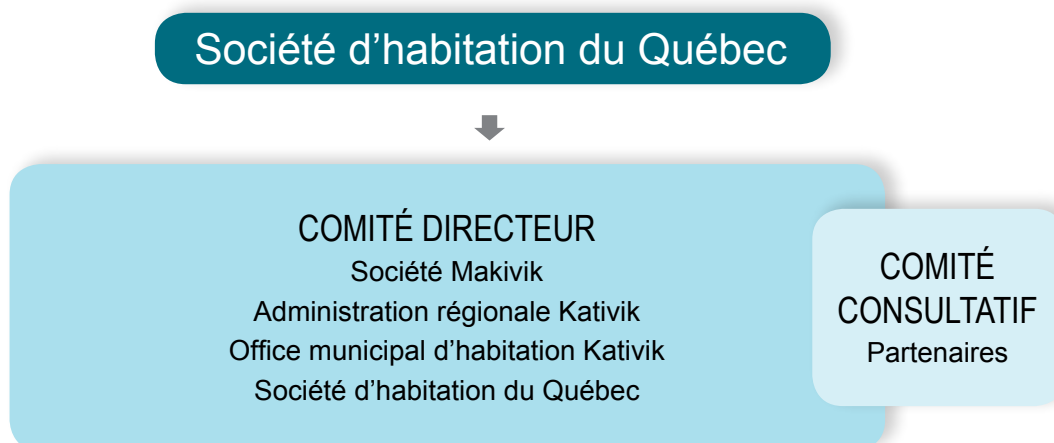 Société d’habitation du Québec
COMITÉ DIRECTEUR
Société Makivik
Administration régionale Kativik
Office municipal d’habitation Kativik
Société d’habitation du Québec
COMITÉ
CONSULTATIF
Partenaires